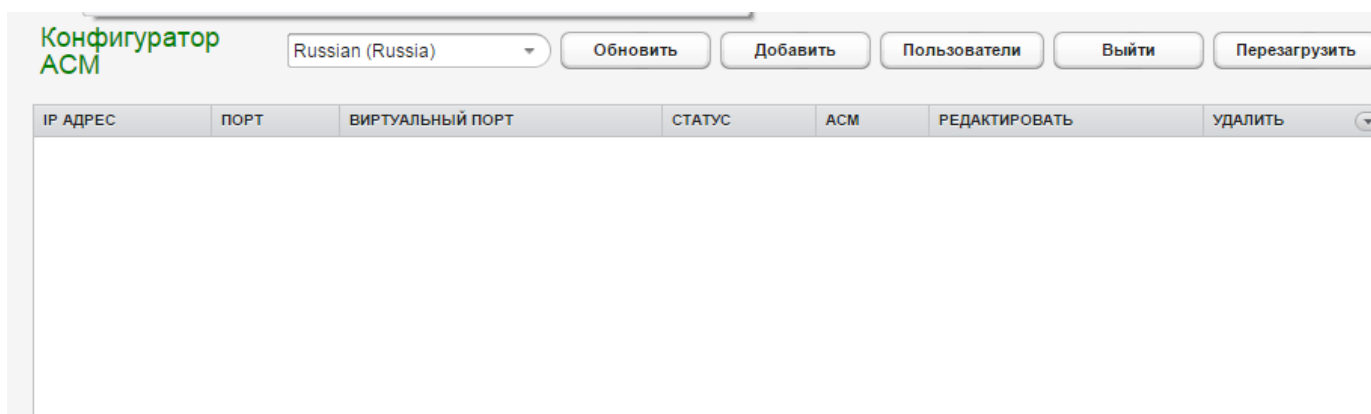 Конфигуратор
АСМ
Russian (Russia)
Обновить
Добавить
Пользователи
Выйти
Перезагрузить
IP АДРЕС
ПОРТ
ВИРТУАЛЬНЫЙ ПОРТ
СТАТУС
АСМ
РЕДАКТИРОВАТЬ
УДАЛИТЬ